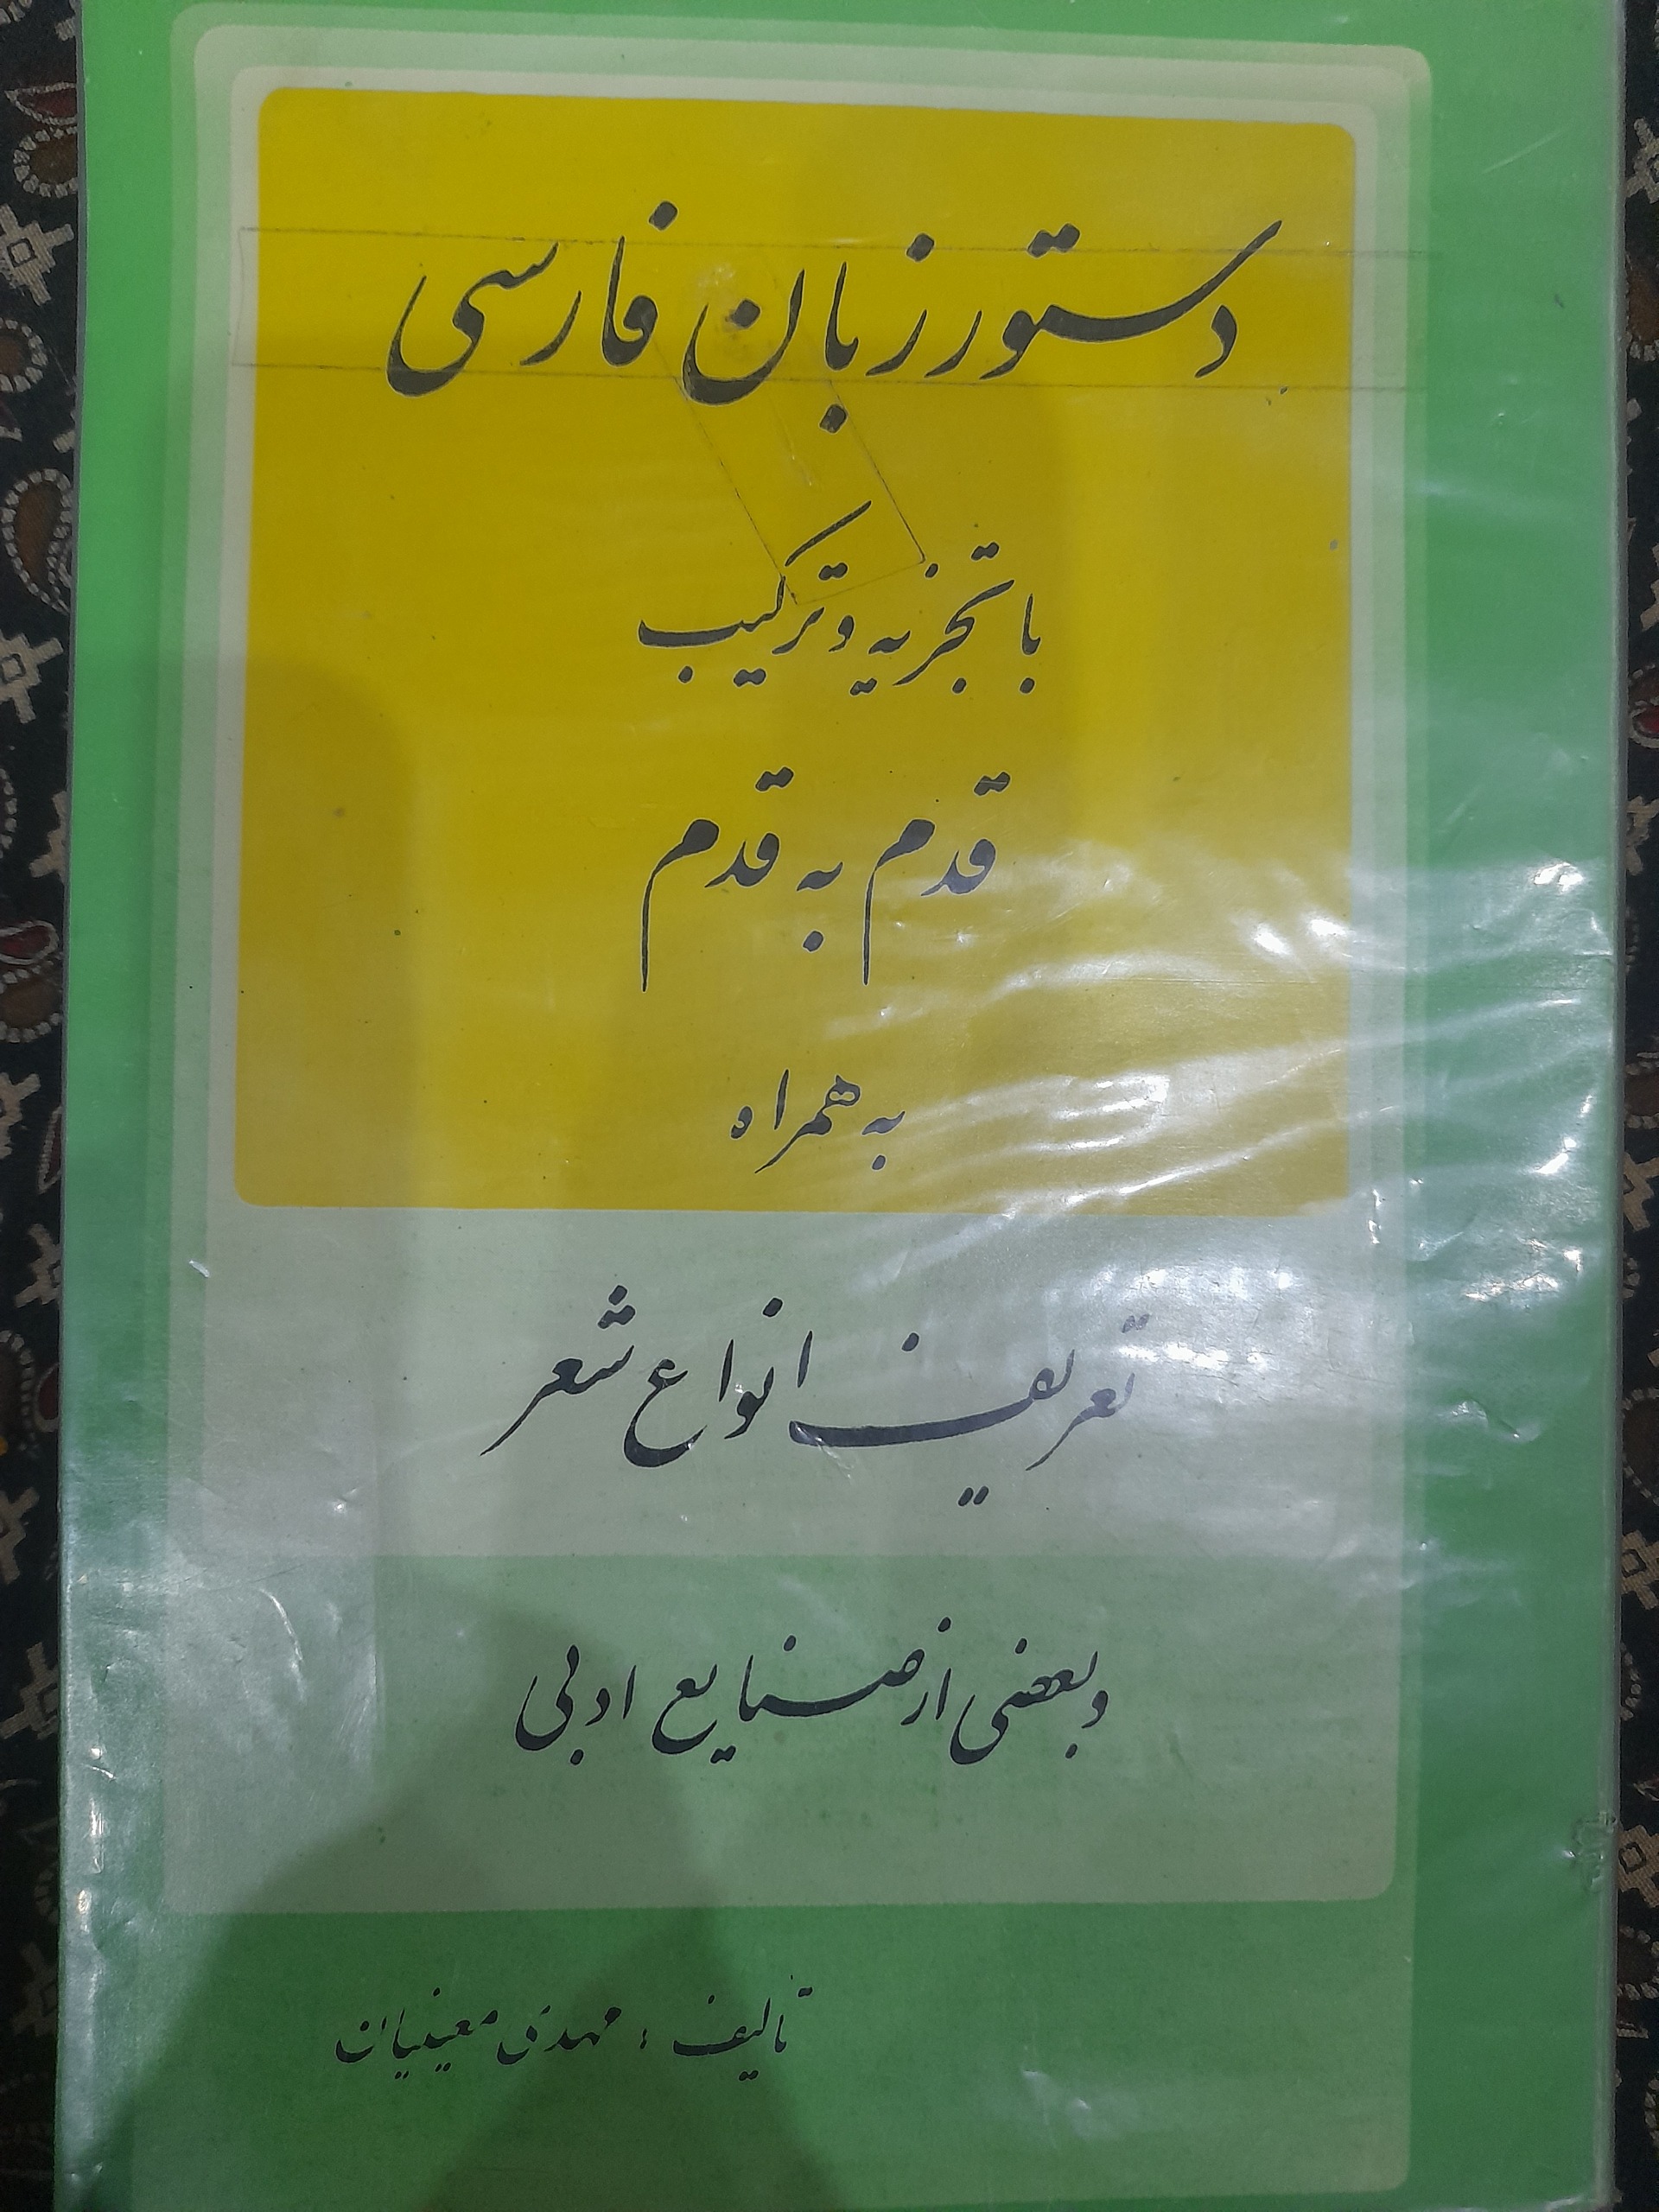 دستور زبان فارسی
با تجزیه و ترکیب
قدم به قدم
به همراه
تعریف انواع شعر
و بعضی از صنایع ادبی
تألیف : مهدی معینیان